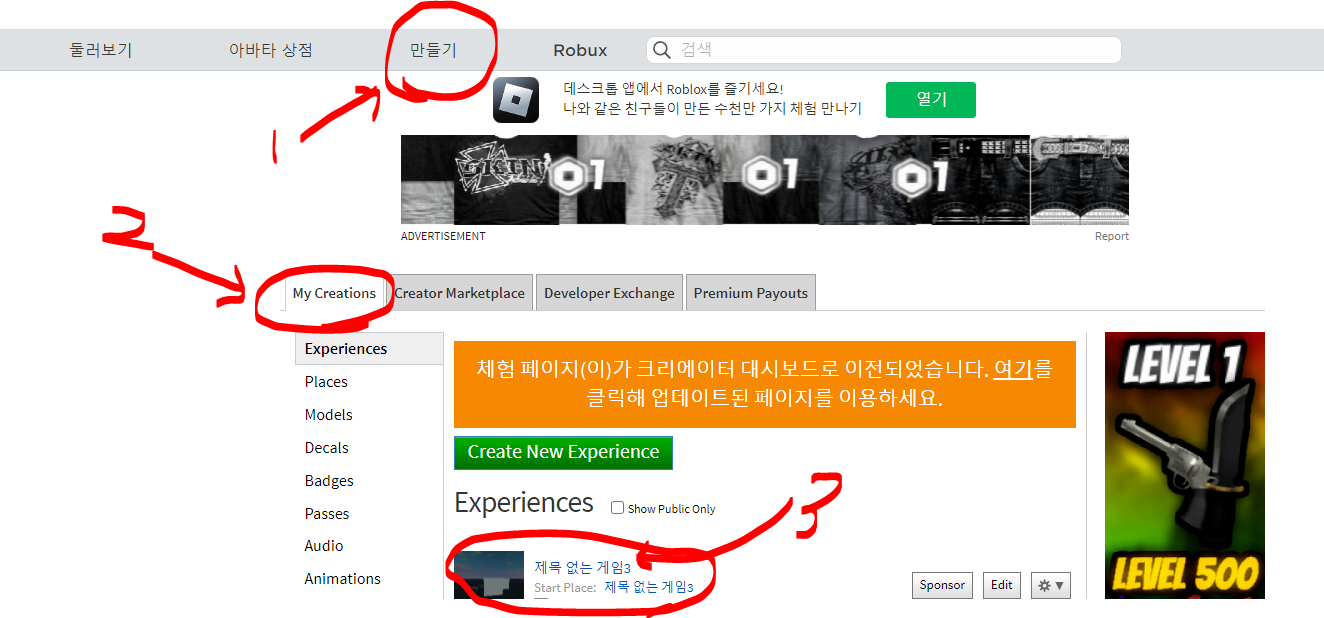 둘러보기
아바타 상점
만들기
Robux
검색
데스크톱 앱에서 Roblox를 즐기세요!
나와 같은 친구들이 만든 수천만 가지 체험 만나기
열기
1
1
1
1
ADVERTISEMENT
Report
2
My Creations
Creator Marketplace
Developer Exchange
Premium Payouts
Experiences
Places
Models
Decals
Badges
Passes
Audio
Animations
체험 페이지(이)가 크리에이터 대시보드로 이전되었습니다. 여기를
클릭해 업데이트된 페이지를 이용하세요.
Create New Experience
Experiences
Show Public Only
3
제목 없는 게임3
Start Place: 제목 없는 게임3
Sponsor
Edit
LEVEL 1
LEVEL 500